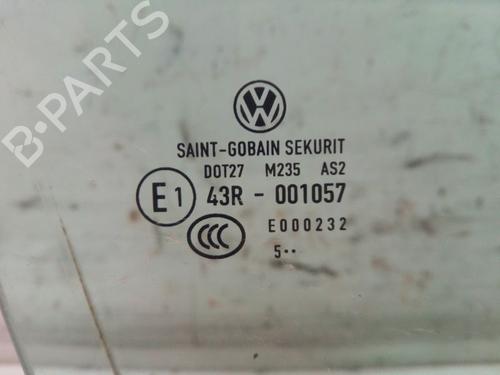 B-PARTS
VW
SAINT-GOBAIN SEKURIT
DOT27 M235 AS2
E1 43R - 001057
CCC E000232
5··